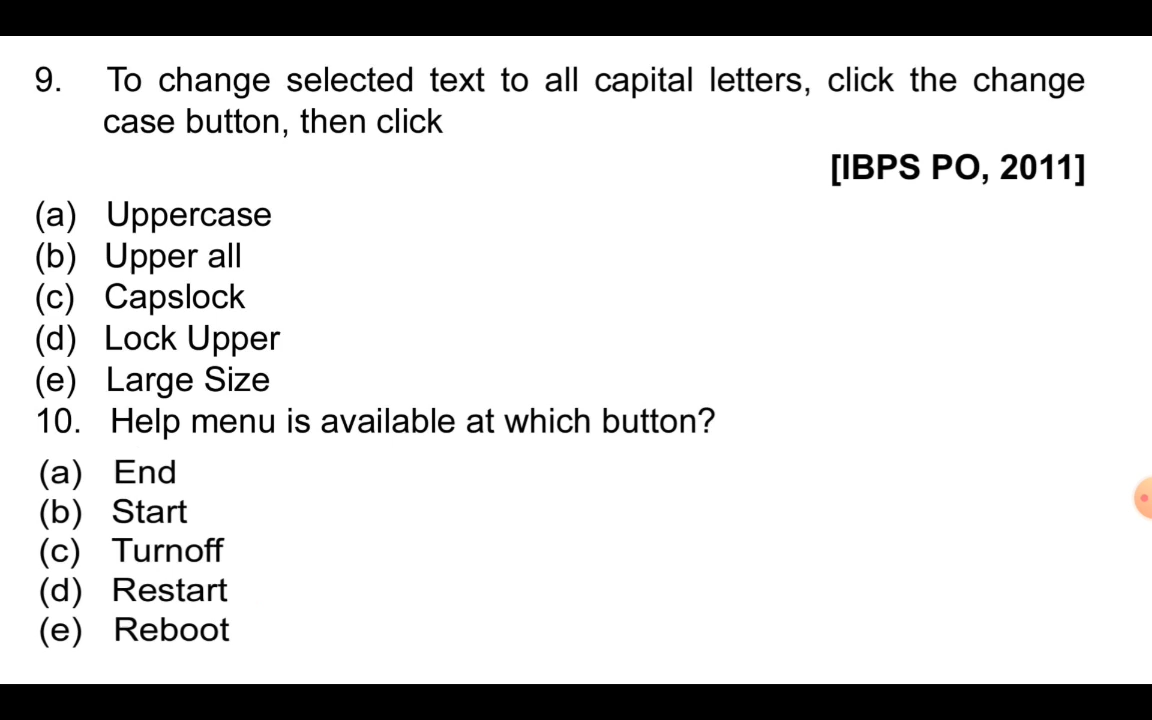 9. To change selected text to all capital letters, click the change
case button, then click
[IBPS PO, 2011]
(a) Uppercase
(b) Upper all
(c) Capslock
(d) Lock Upper
(e) Large Size
10. Help menu is available at which button?
(a) End
(b) Start
(c) Turnoff
(d) Restart
(e) Reboot